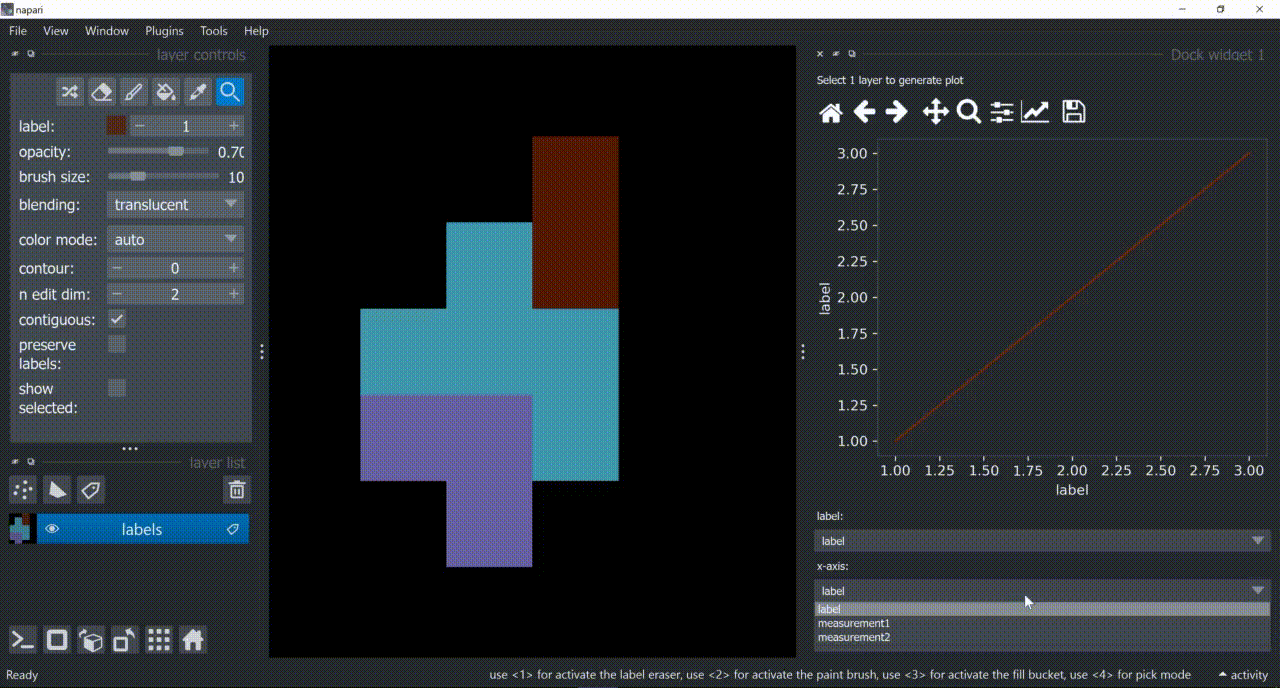 napari
File View Window Plugins Tools Help
layer controls
label: 1
opacity: 0.70
brush size: 10
blending: translucent
color mode: auto
contour: 0
n edit dim: 2
contiguous:
preserve
labels:
show
selected:
layer list
labels
Dock widget 1
Select 1 layer to generate plot
3.00
2.75
2.50
2.25
2.00
1.75
1.50
1.25
1.00
label
1.00 1.25 1.50 1.75 2.00 2.25 2.50 2.75 3.00
label
label:
label
x-axis:
label
label
measurement1
measurement2
Ready
use <1> for activate the label eraser, use <2> for activate the paint brush, use <3> for activate the fill bucket, use <4> for pick mode
activity